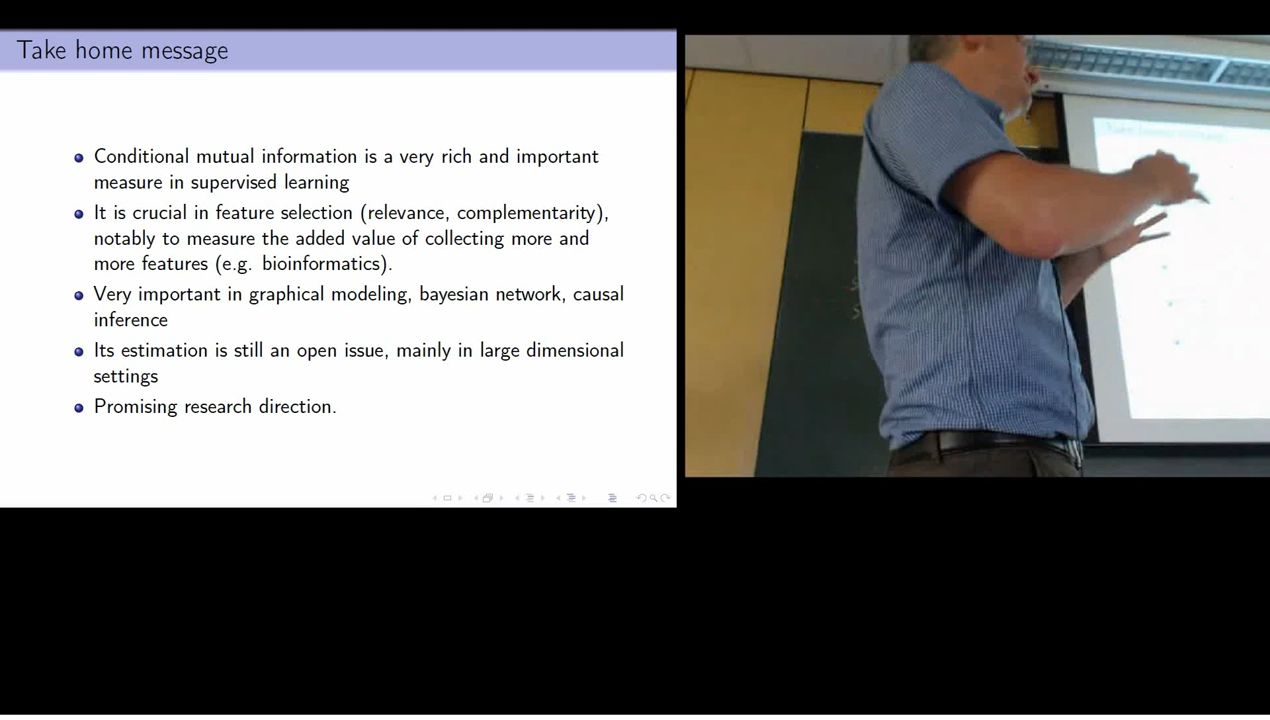 Take home message
Conditional mutual information is a very rich and important
measure in supervised learning
It is crucial in feature selection (relevance, complementarity),
notably to measure the added value of collecting more and
more features (e.g. bioinformatics).
Very important in graphical modeling, bayesian network, causal
inference
Its estimation is still an open issue, mainly in large dimensional
settings
Promising research direction.